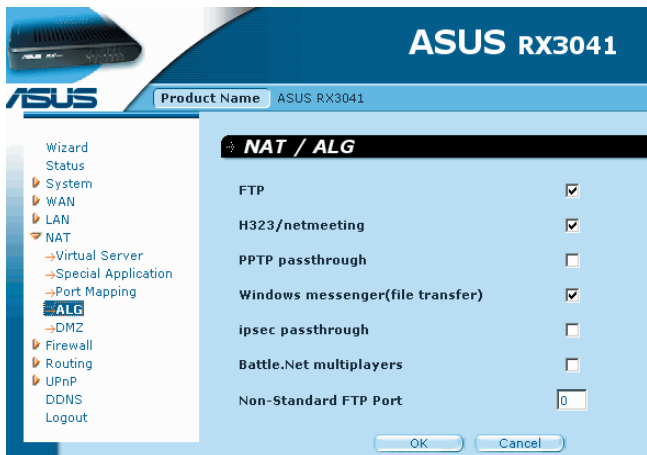 ASUS RX3041
ASUS
Product Name ASUS RX3041
Wizard
Status
System
WAN
LAN
NAT
→Virtual Server
→Special Application
→Port Mapping
→ALG
→DMZ
Firewall
Routing
UPnP
DDNS
Logout
NAT / ALG
FTP
H323/netmeeting
PPTP passthrough
Windows messenger(file transfer)
ipsec passthrough
Battle.Net multiplayers
Non-Standard FTP Port 0
OK Cancel